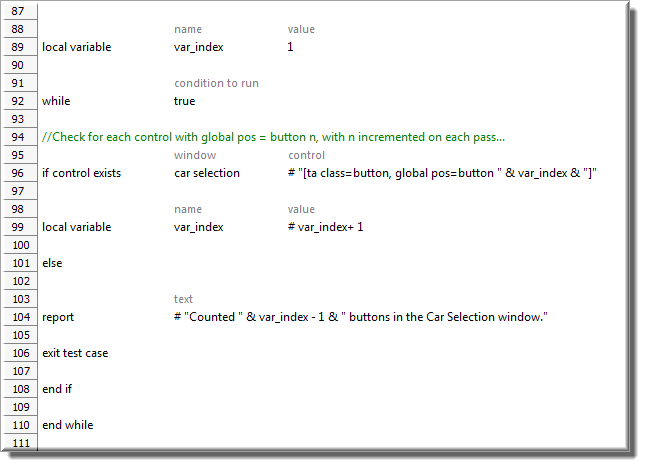 87
88 name value
89 local variable var_index 1
90
91 condition to run
92 while true
93
94 //Check for each control with global pos = button n, with n incremented on each pass...
95 window control
96 if control exists car selection # "[ta class=button, global pos=button " & var_index & "]"
97
98 name value
99 local variable var_index # var_index+ 1
100
101 else
102
103 text
104 report # "Counted " & var_index - 1 & " buttons in the Car Selection window."
105
106 exit test case
107
108 end if
109
110 end while
111